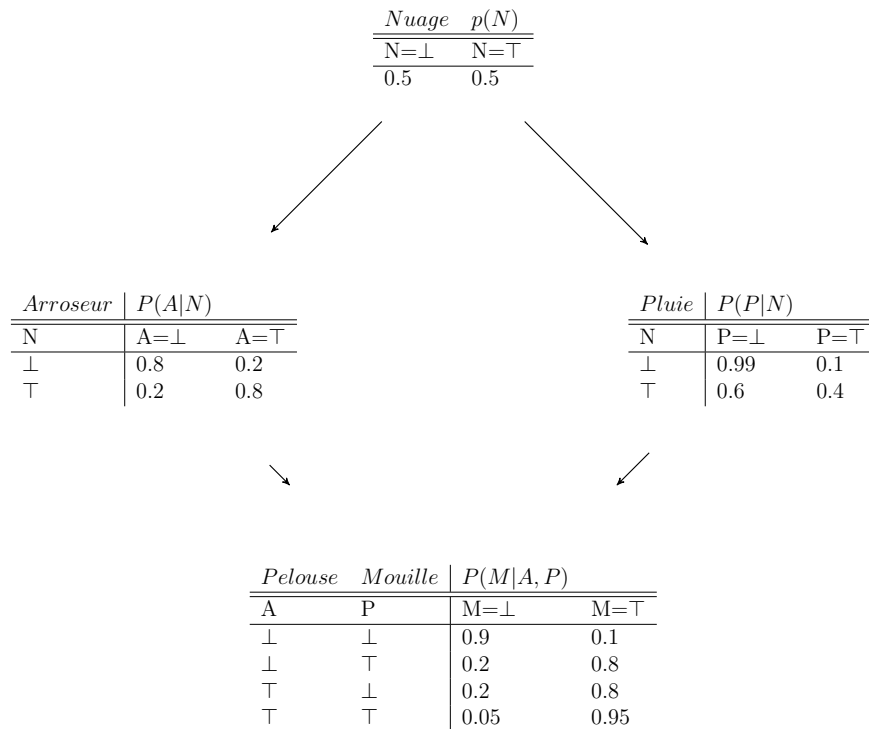 Nuage p(N)
N=⊥ N=⊤
0.5 0.5
Arroseur P(A|N)
N A=⊥ A=⊤
⊥ 0.8 0.2
⊤ 0.2 0.8
Pluie P(P|N)
N P=⊥ P=⊤
⊥ 0.99 0.1
⊤ 0.6 0.4
Pelouse Mouille P(M|A, P)
A P M=⊥ M=⊤
⊥ ⊥ 0.9 0.1
⊥ ⊤ 0.2 0.8
⊤ ⊥ 0.2 0.8
⊤ ⊤ 0.05 0.95